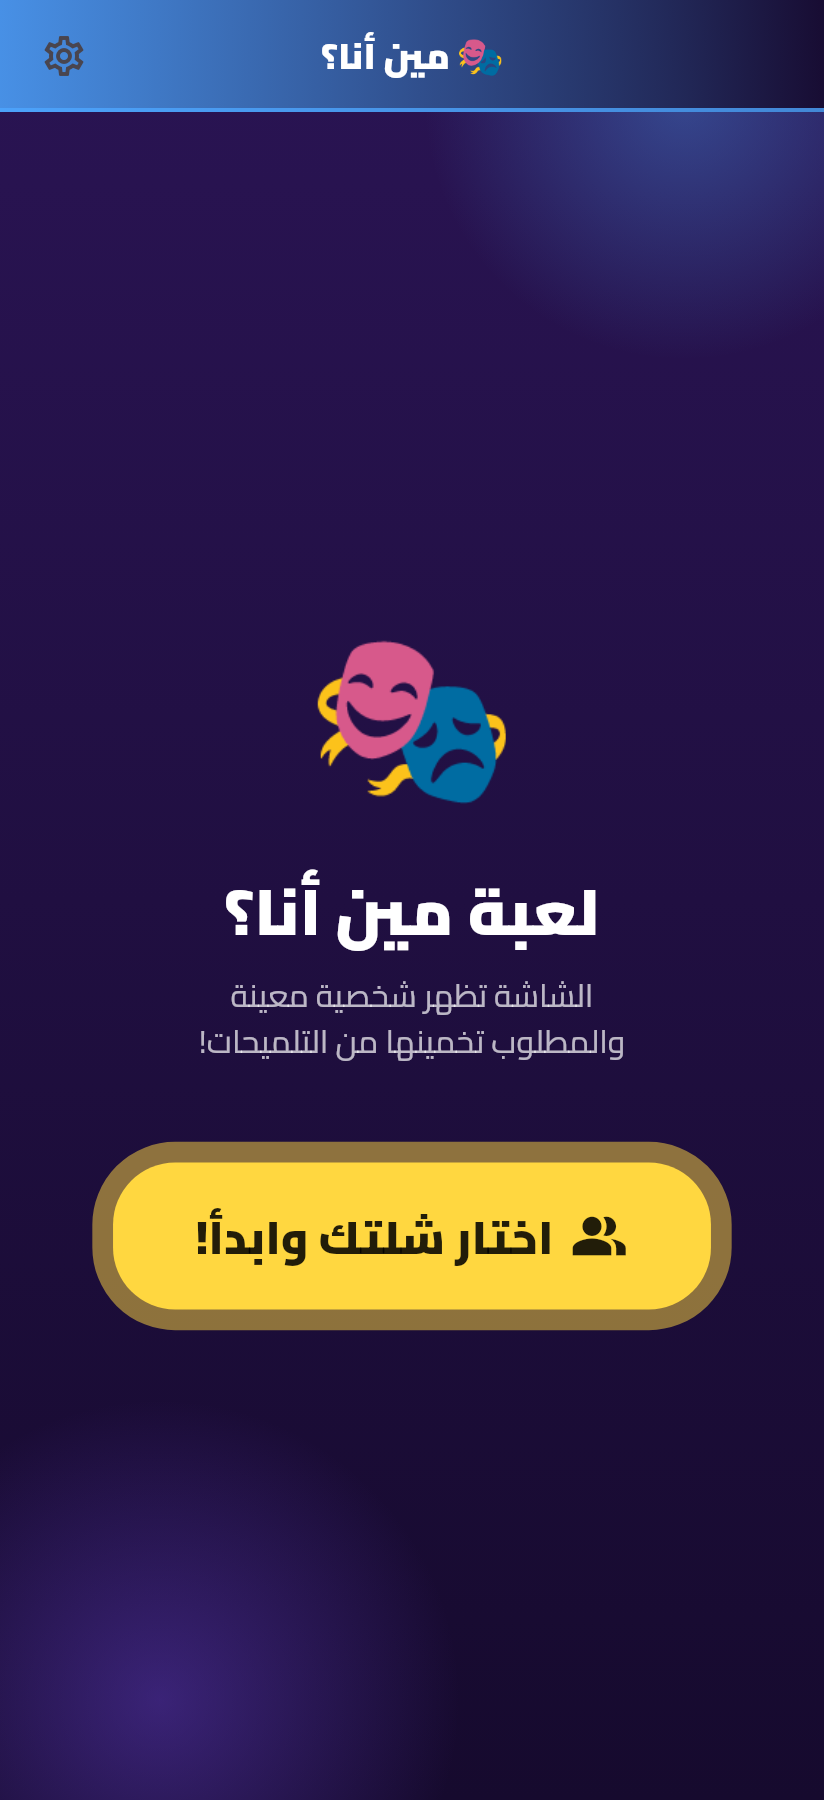 🎭 مين أنا؟
لعبة مين أنا؟
الشاشة تظهر شخصية معينة
والمطلوب تخمينها من التلميحات!
اختار شلتك وابدأ!